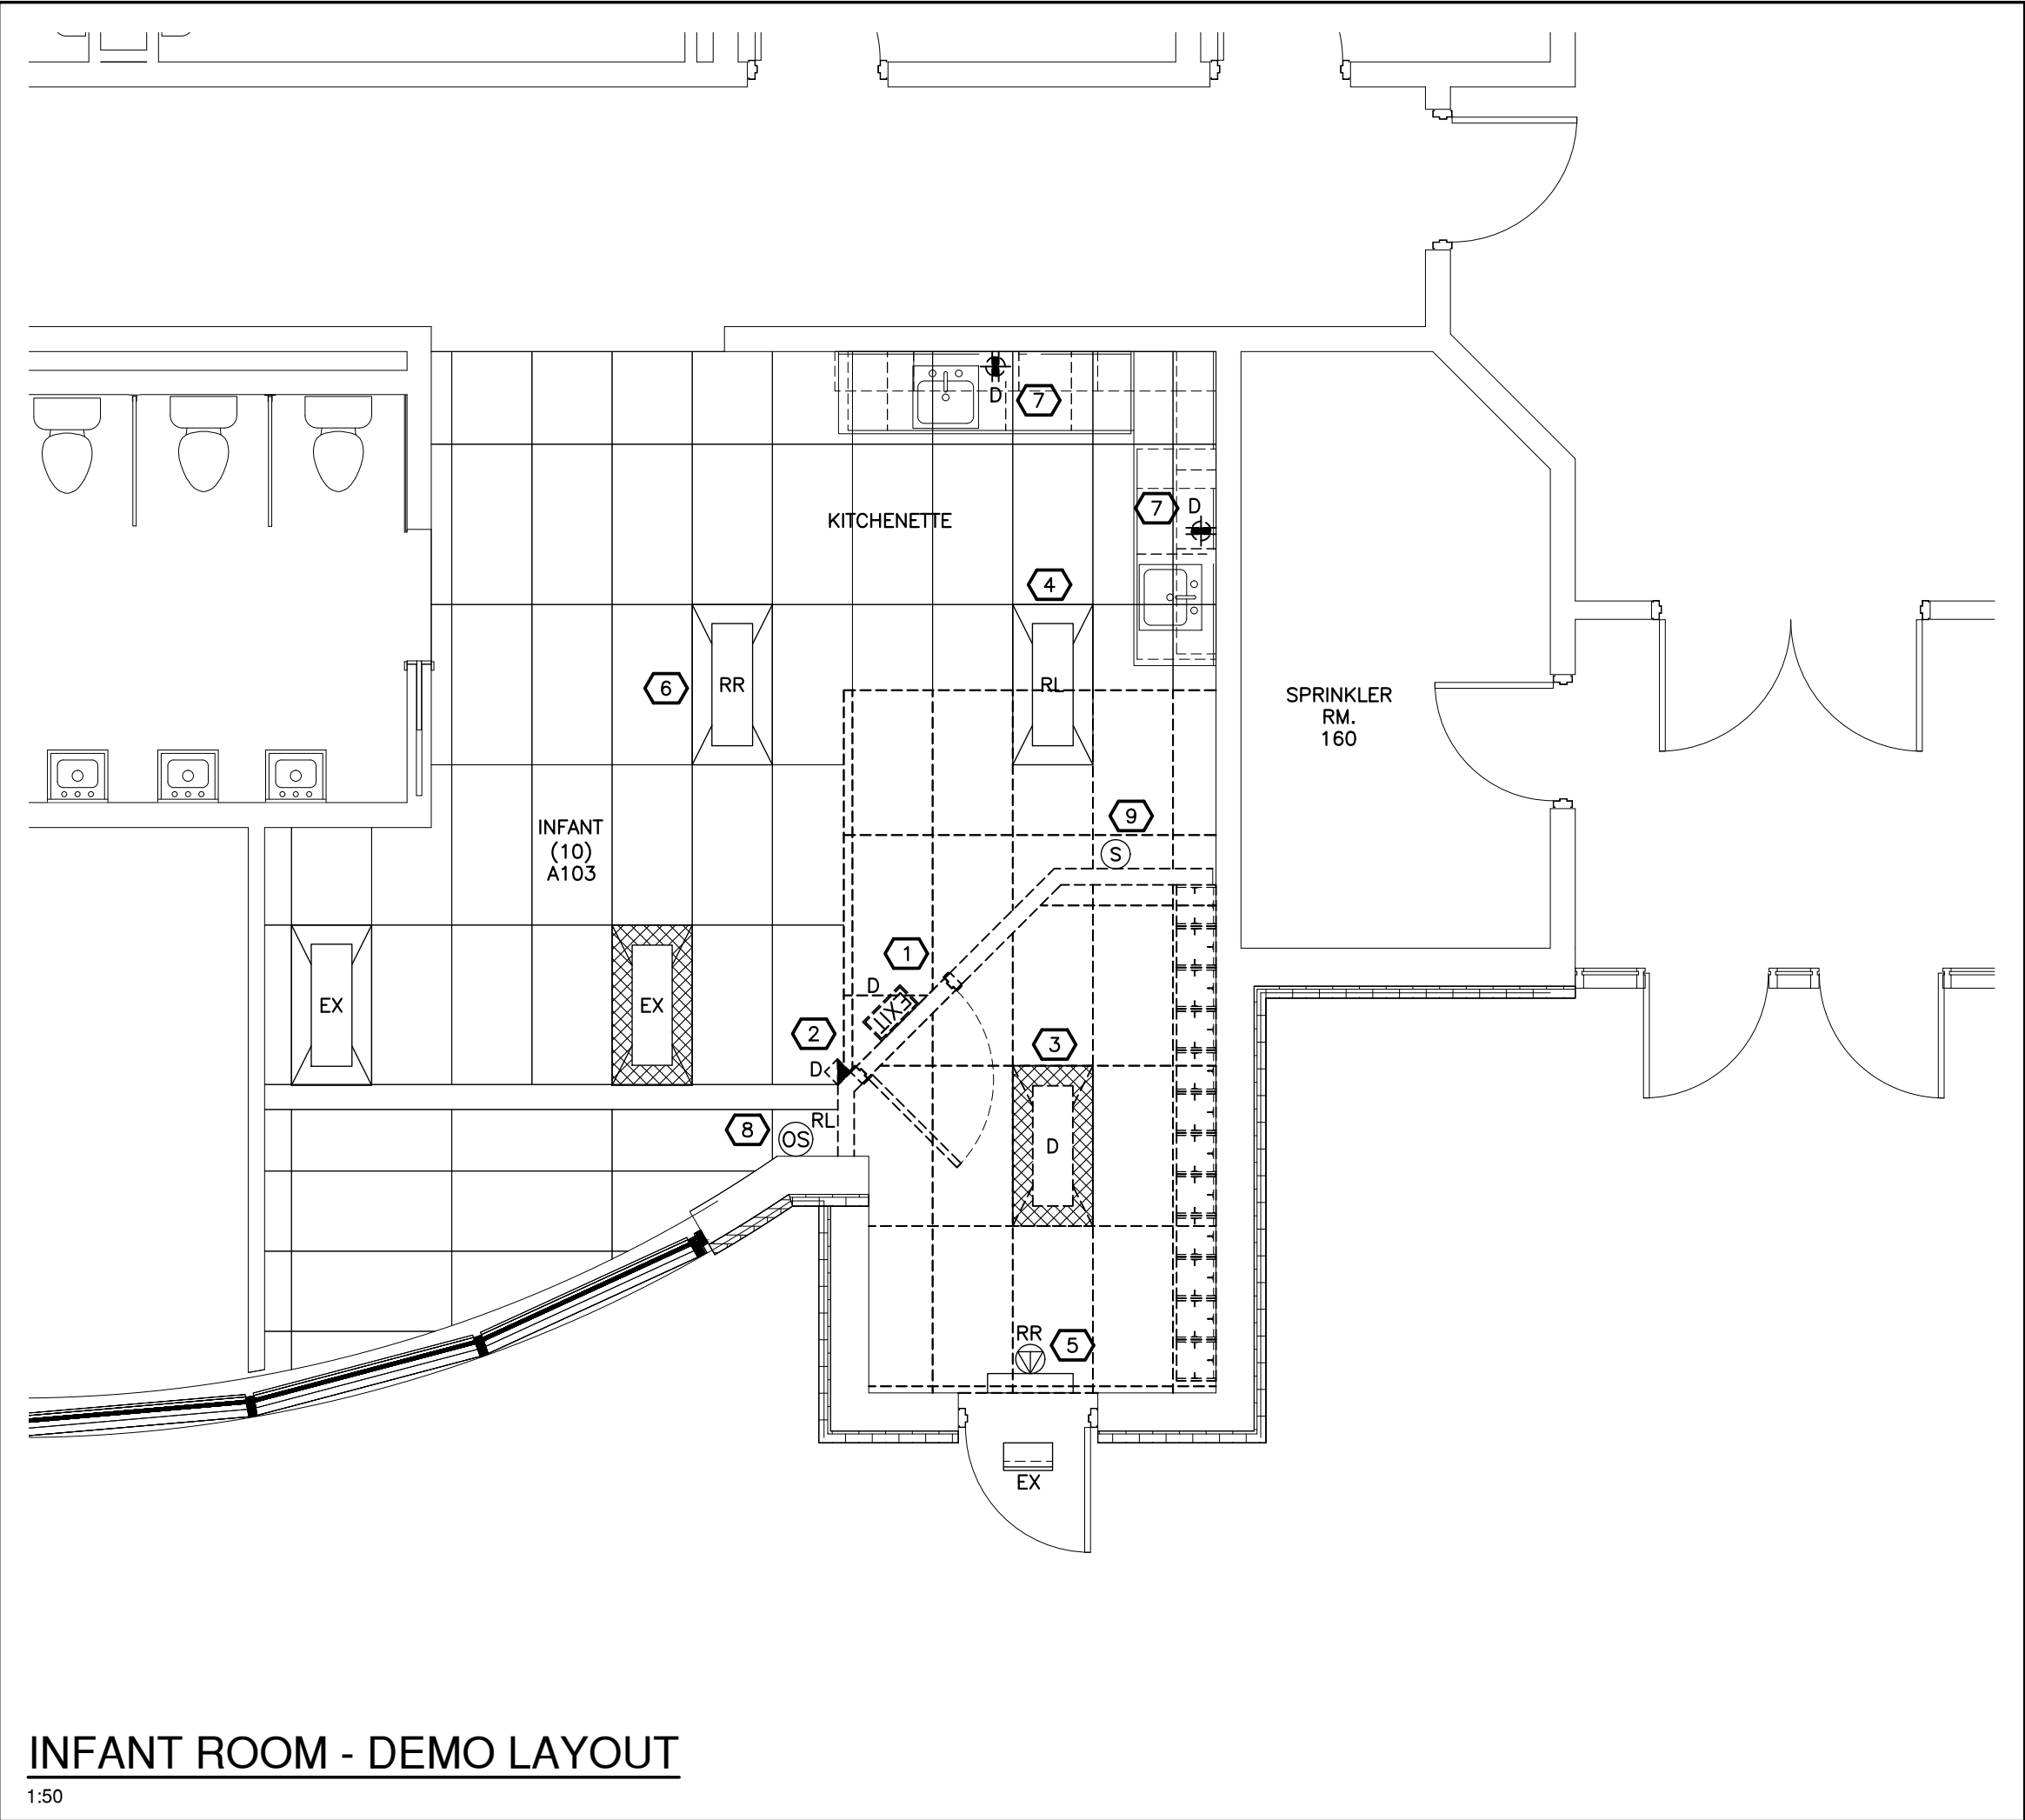 D
7
7
D
KITCHENETTE
4
6
RR
RL
SPRINKLER
RM.
160
9
S
INFANT
(10)
A103
1
D
EXIT
EX
EX
2
D
3
D
8
OS
RL
RR
5
EX
INFANT ROOM - DEMO LAYOUT
1:50